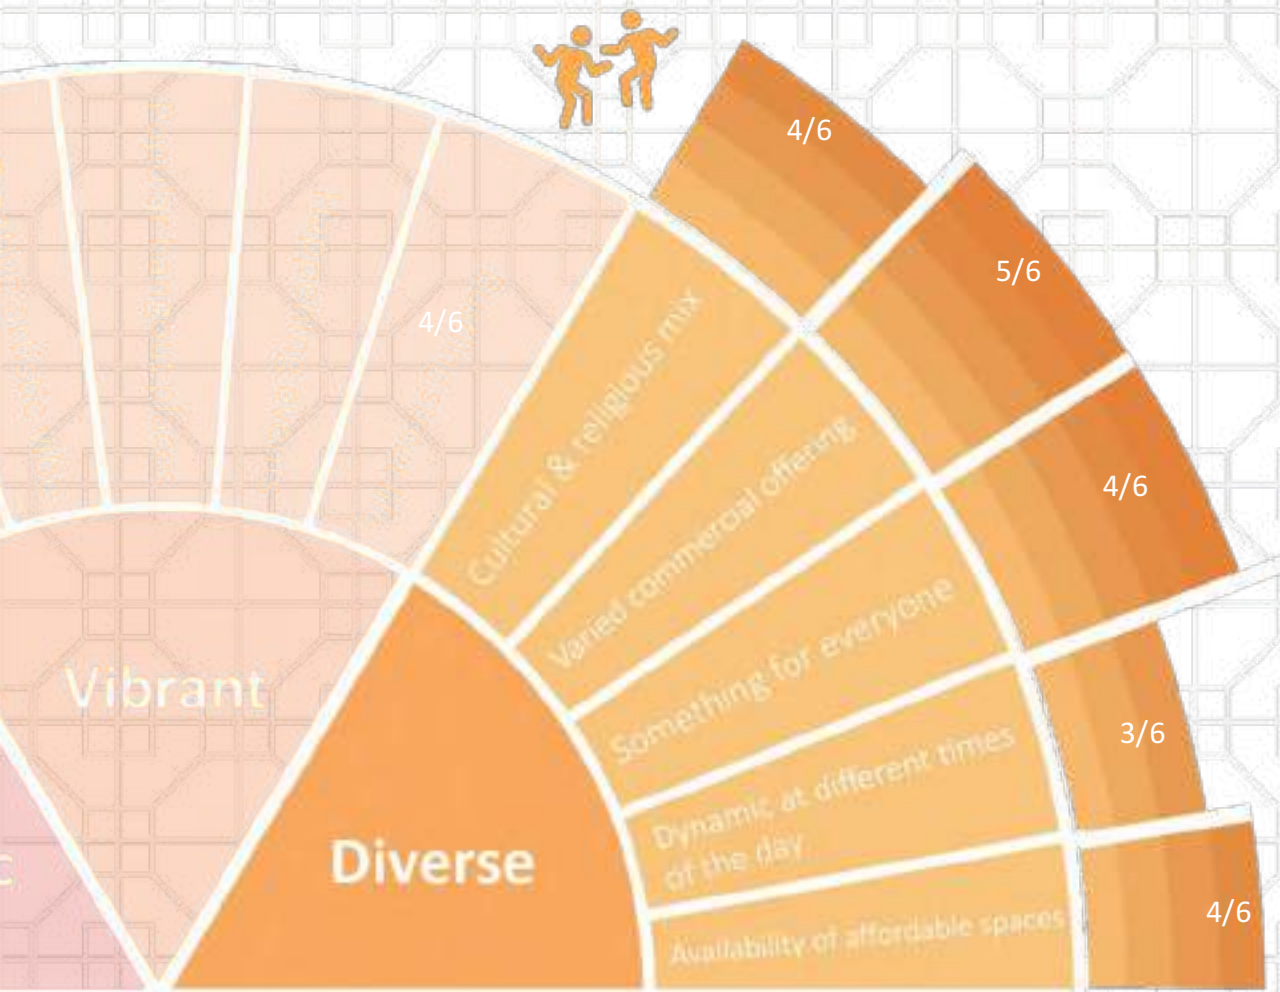 4/6
5/6
4/6
3/6
4/6
4/6
Cultural & religious mix
Varied commercial offering
Something for everyone
Dynamic at different times
of the day
Availability of affordable spaces
Vibrant
Diverse
c